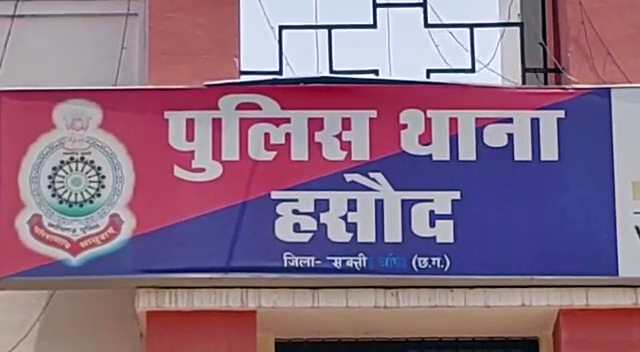 पुलिस थाना
हसौद
जिला- सक्ती (छ.ग.)